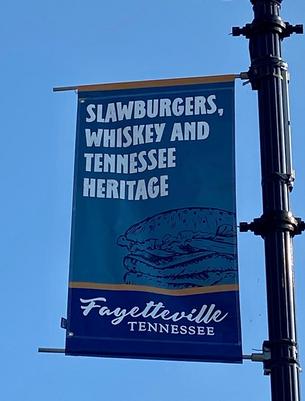 SLAWBURGERS,
WHISKEY AND
TENNESSEE
HERITAGE
Fayetteville
TENNESSEE